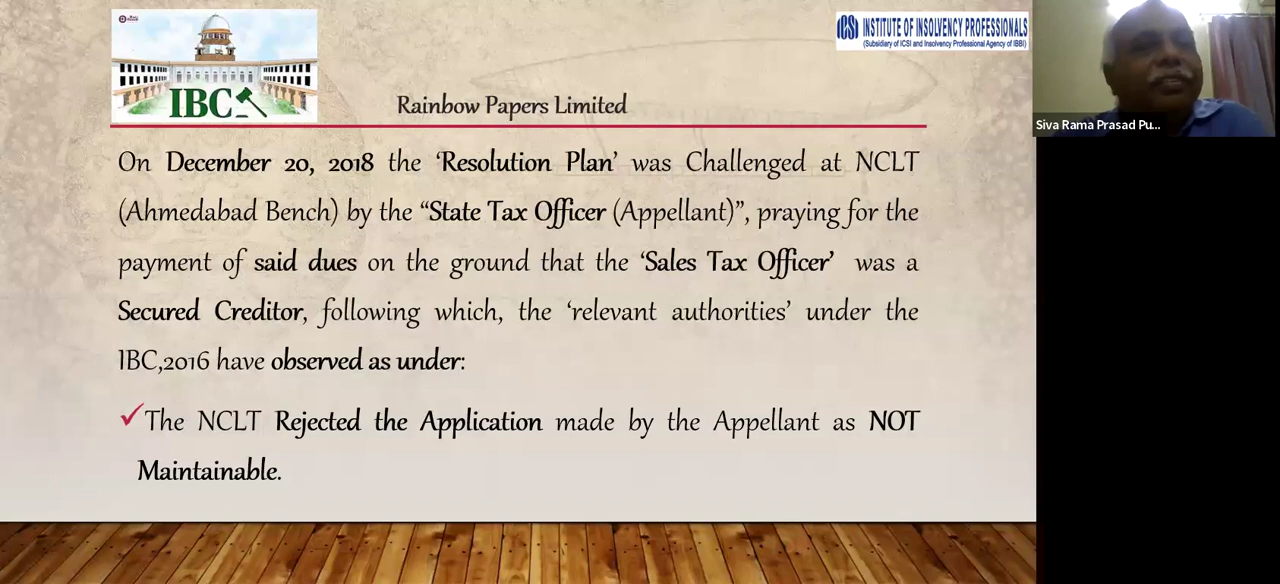 IBC
ICSI INSTITUTE OF INSOLVENCY PROFESSIONALS
(Subsidiary of ICSI and Insolvency Professional Agency of IBBI)
Siva Rama Prasad Pu...
Rainbow Papers Limited
On December 20, 2018 the ‘Resolution Plan’ was Challenged at NCLT
(Ahmedabad Bench) by the “State Tax Officer (Appellant)”, praying for the
payment of said dues on the ground that the ‘Sales Tax Officer’ was a
Secured Creditor, following which, the ‘relevant authorities’ under the
IBC,2016 have observed as under:
✓The NCLT Rejected the Application made by the Appellant as NOT
Maintainable.